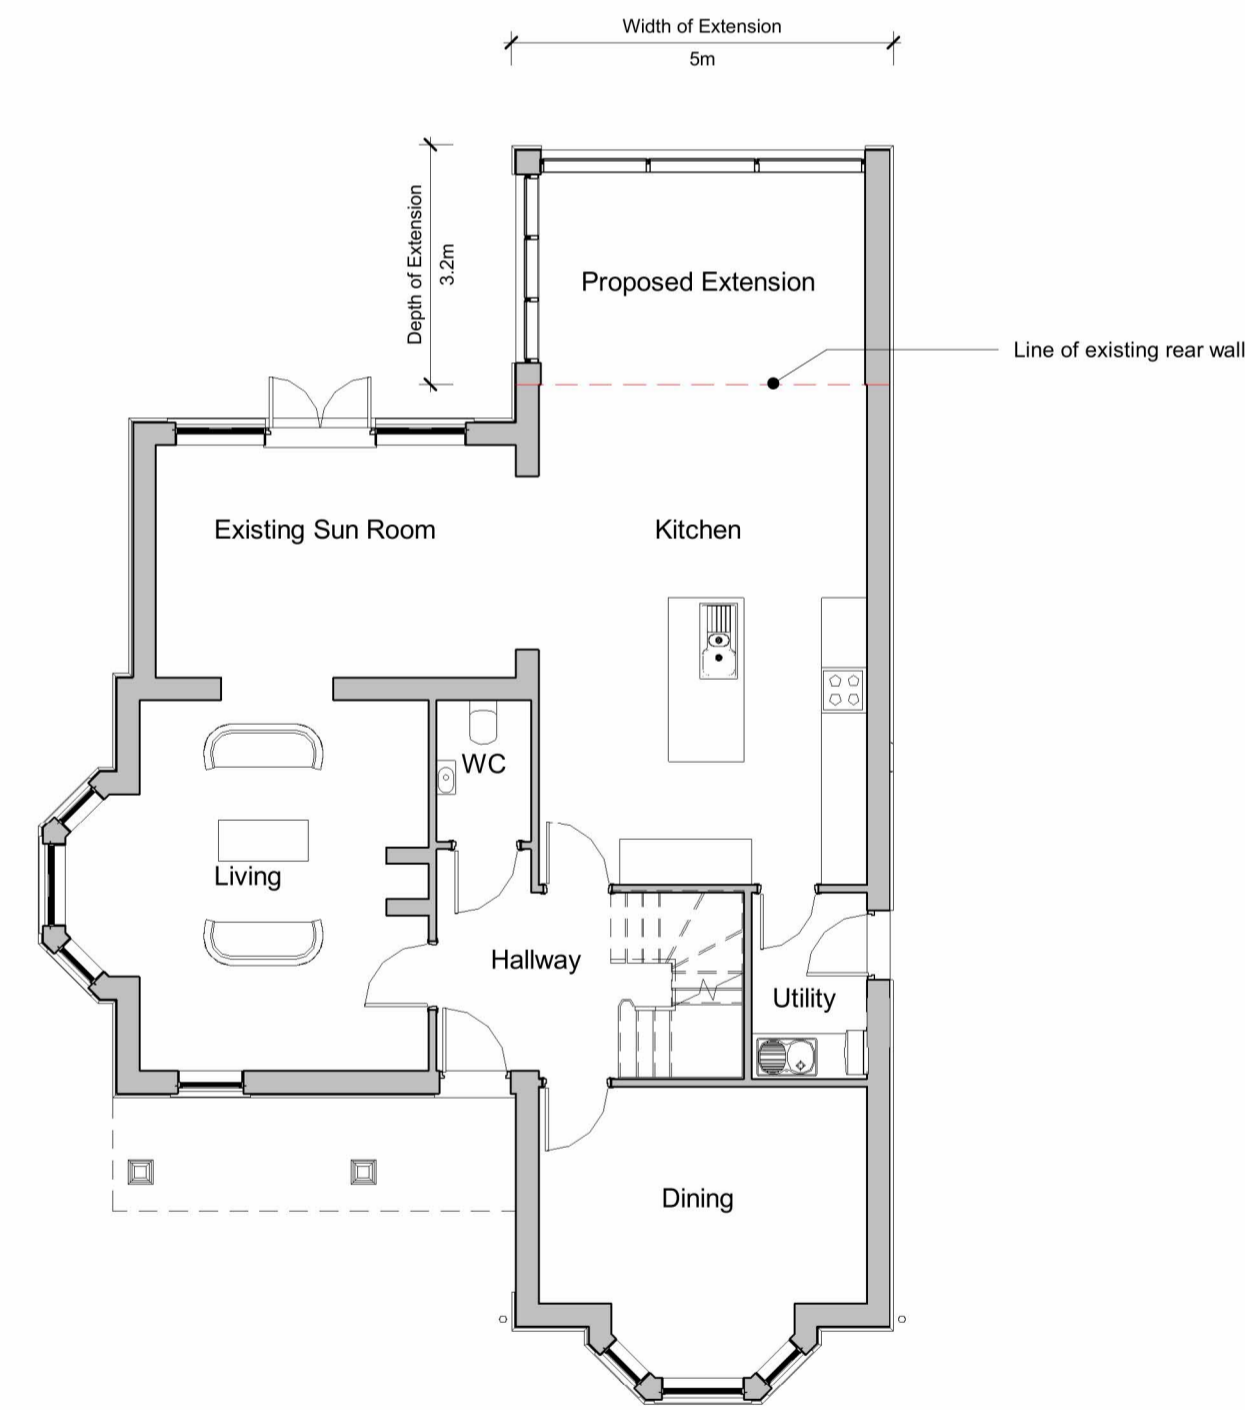 Width of Extension
5m
Depth of Extension
3.2m
Proposed Extension
Line of existing rear wall
Existing Sun Room
Kitchen
WC
Living
Hallway
Utility
Dining